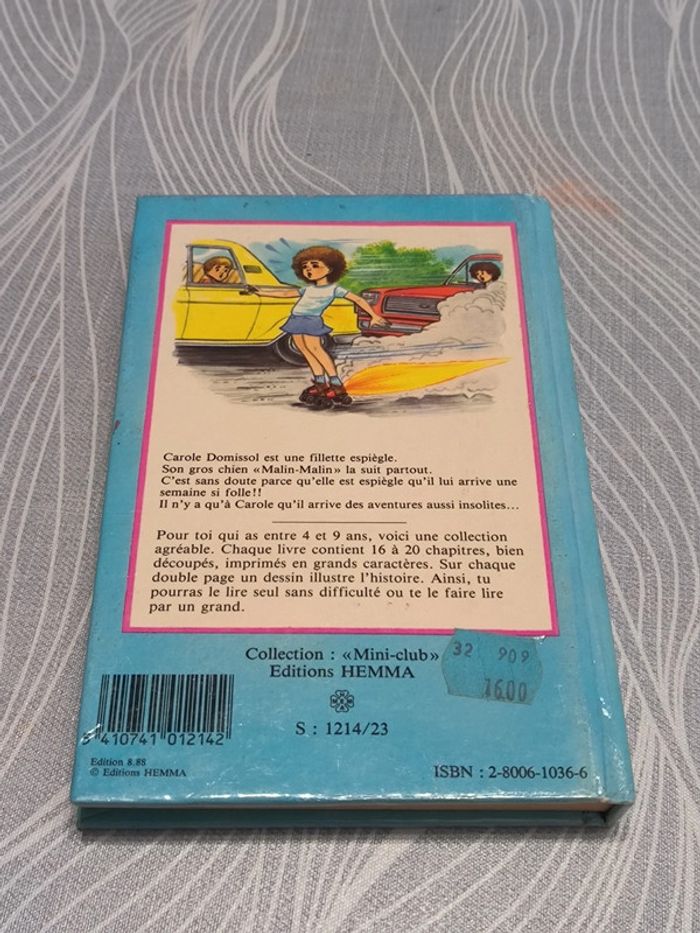 Carole Domissol est une fillette espiègle.
Son gros chien «Malin-Malin» la suit partout.
C'est sans doute parce qu'elle est espiègle qu'il lui arrive une
semaine si folle!!
Il n'y a qu'à Carole qu'il arrive des aventures aussi insolites...
Pour toi qui as entre 4 et 9 ans, voici une collection
agréable. Chaque livre contient 16 à 20 chapitres, bien
découpés, imprimés en grands caractères. Sur chaque
double page un dessin illustre l'histoire. Ainsi, tu
pourras le lire seul sans difficulté ou te le faire lire
par un grand.
Collection : «Mini-club»
Editions HEMMA
32 909
1600
S : 1214/23
410741 012142
Edition 8.88
© Editions HEMMA
ISBN : 2-8006-1036-6